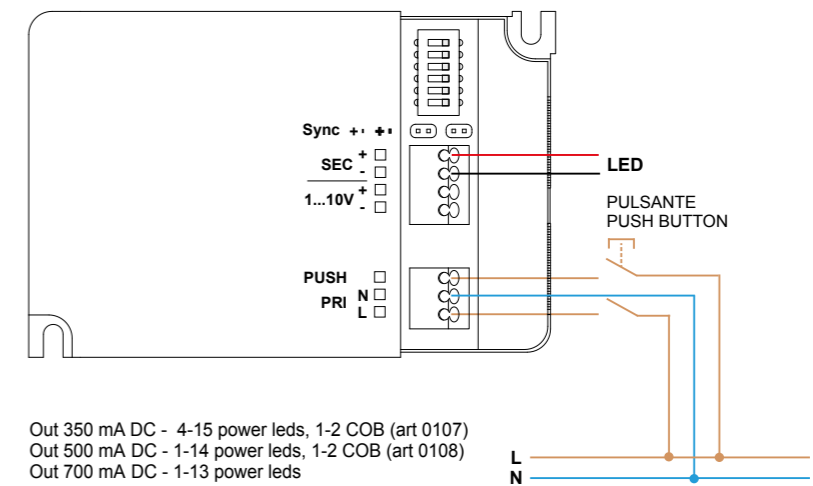 Sync + - + -
SEC + -
1...10V + -
LED
PULSANTE
PUSH BUTTON
PUSH
PRI N
L
Out 350 mA DC - 4-15 power leds, 1-2 COB (art 0107)
Out 500 mA DC - 1-14 power leds, 1-2 COB (art 0108)
Out 700 mA DC - 1-13 power leds
L
N